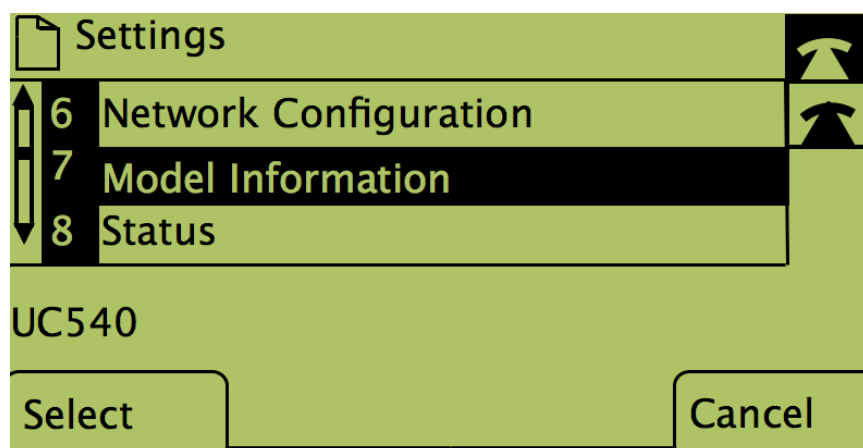 Settings
6 Network Configuration
7 Model Information
8 Status
UC540
Select Cancel